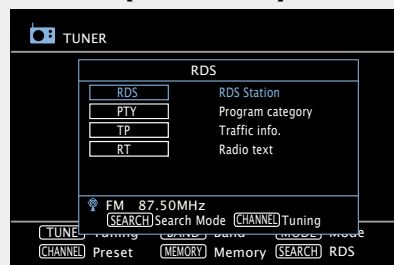 TUNER
RDS
RDS RDS Station
PTY Program category
TP Traffic info.
RT Radio text
FM 87.50MHz
SEARCH Search Mode CHANNEL Tuning
TUNE Tuning BAND Band MODE Mode
CHANNEL Preset MEMORY Memory SEARCH RDS